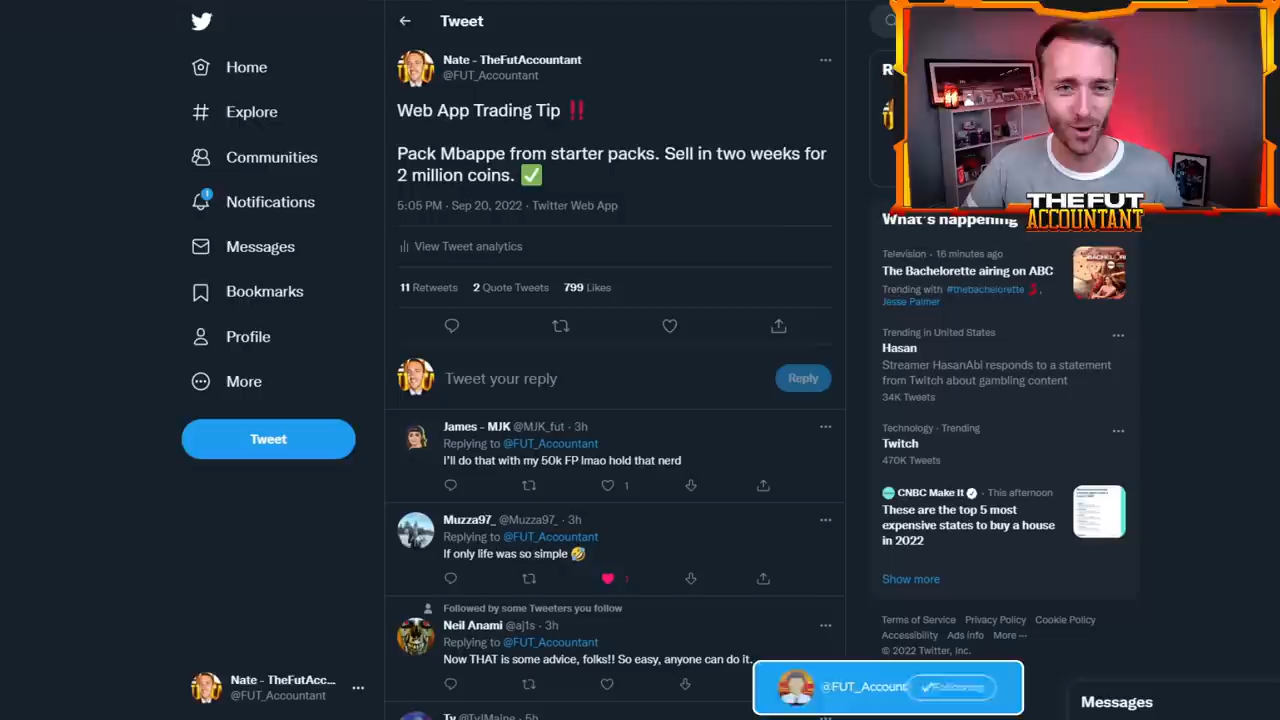 Home
Explore
Communities
Notifications
Messages
Bookmarks
Profile
More
Tweet
Nate - TheFutAcc...
@FUT_Accountant
Tweet
Nate - TheFutAccountant
@FUT_Accountant
Web App Trading Tip ‼️
Pack Mbappe from starter packs. Sell in two weeks for
2 million coins. ✅
5:05 PM · Sep 20, 2022 · Twitter Web App
View Tweet analytics
11 Retweets 2 Quote Tweets 799 Likes
Tweet your reply
Reply
James - MJK @MJK_fut · 3h
Replying to @FUT_Accountant
I'll do that with my 50k FP lmao hold that nerd
1
Muzza97_ @Muzza97_ · 3h
Replying to @FUT_Accountant
If only life was so simple 🤣
1
Followed by some Tweeters you follow
Neil Anami @aj1s · 3h
Replying to @FUT_Accountant
Now THAT is some advice, folks!! So easy, anyone can do it.
THE FUT
ACCOUNTANT
What's happening
Television · 16 minutes ago
The Bachelorette airing on ABC
Trending with #thebachelorette 🌹,
Jesse Palmer
Trending in United States
Hasan
Streamer HasanAbi responds to a statement
from Twitch about gambling content
34K Tweets
Technology · Trending
Twitch
470K Tweets
CNBC Make It · This afternoon
These are the top 5 most
expensive states to buy a house
in 2022
Show more
Terms of Service Privacy Policy Cookie Policy
Accessibility Ads info More ···
© 2022 Twitter, Inc.
@FUT_Account
Following
Messages